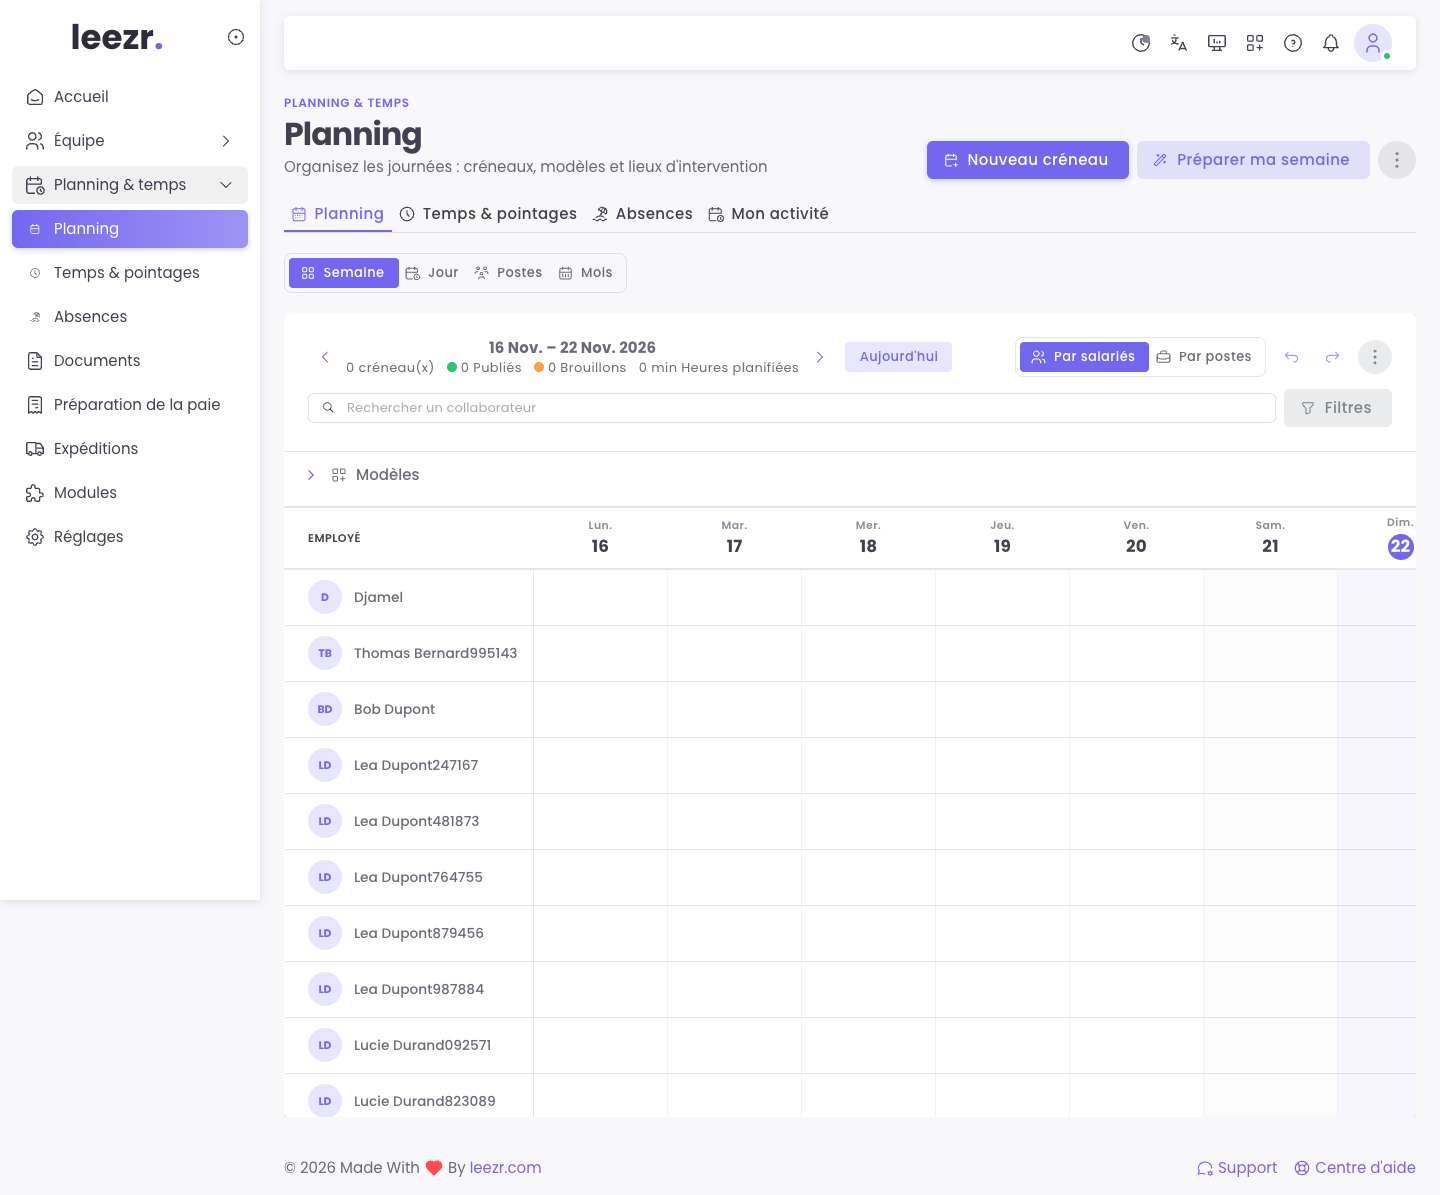 leezr.
Accueil
Équipe
Planning & temps
Planning
Temps & pointages
Absences
Documents
Préparation de la paie
Expéditions
Modules
Réglages
PLANNING & TEMPS
Planning
Organisez les journées : créneaux, modèles et lieux d'intervention
Nouveau créneau
Préparer ma semaine
Planning Temps & pointages Absences Mon activité
Semaine Jour Postes Mois
16 Nov. – 22 Nov. 2026
0 créneau(x) 0 Publiés 0 Brouillons 0 min Heures planifiées
Aujourd'hui
Par salariés Par postes
Rechercher un collaborateur
Filtres
Modèles
EMPLOYÉ
Lun. Mar. Mer. Jeu. Ven. Sam. Dim.
16 17 18 19 20 21 22
D Djamel
TB Thomas Bernard995143
BD Bob Dupont
LD Lea Dupont247167
LD Lea Dupont481873
LD Lea Dupont764755
LD Lea Dupont879456
LD Lea Dupont987884
LD Lucie Durand092571
LD Lucie Durand823089
© 2026 Made With By leezr.com
Support Centre d'aide